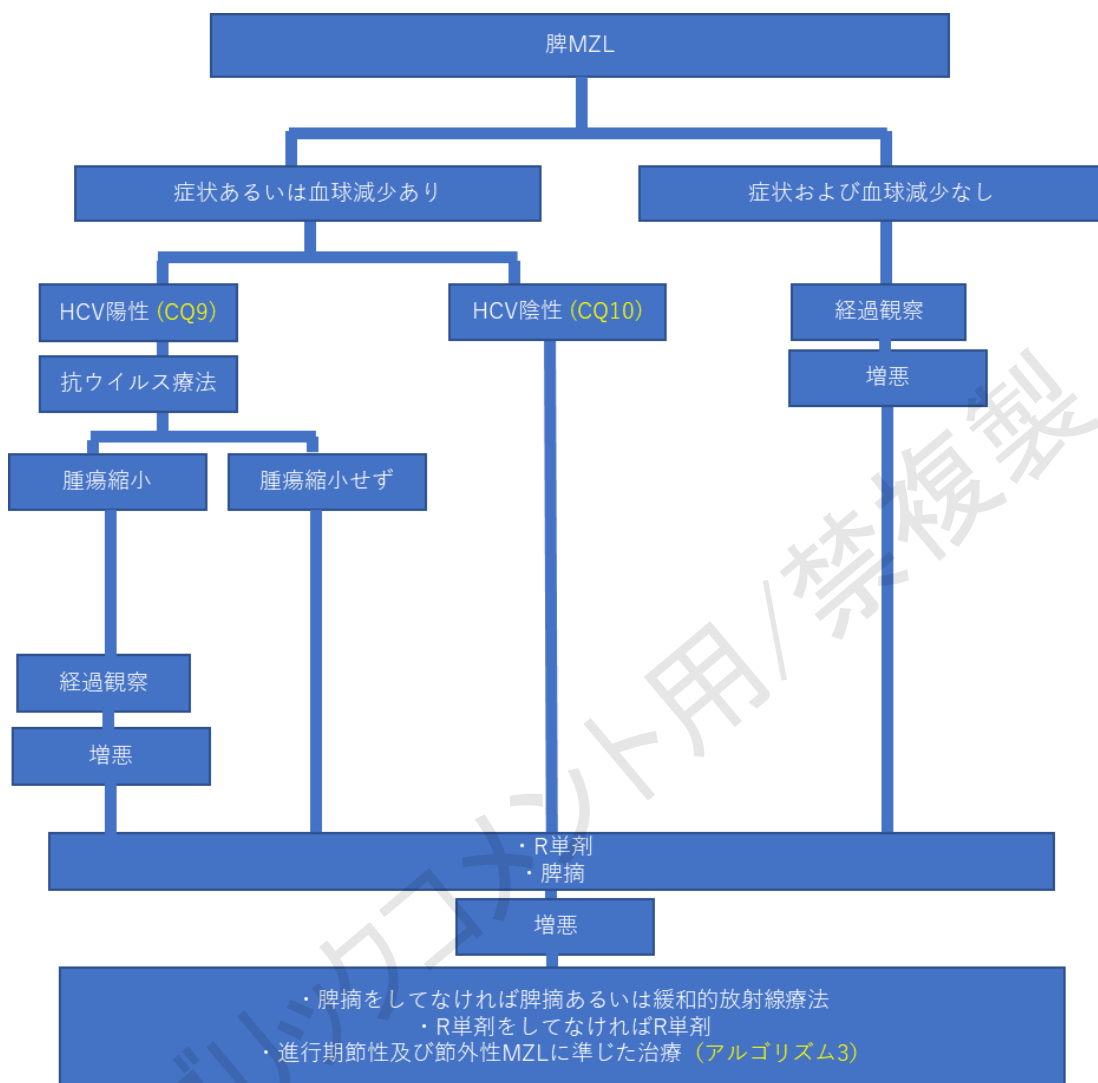 脾MZL
症状あるいは血球減少あり
症状および血球減少なし
HCV陽性 (CQ9)
HCV陰性 (CQ10)
経過観察
増悪
抗ウイルス療法
腫瘍縮小
腫瘍縮小せず
経過観察
増悪
・R単剤
・脾摘
増悪
・脾摘をしてなければ脾摘あるいは緩和的放射線療法
・R単剤をしてなければR単剤
・進行期節性及び節外性MZLに準じた治療 (アルゴリズム3)
ブリックコメント用/禁複製